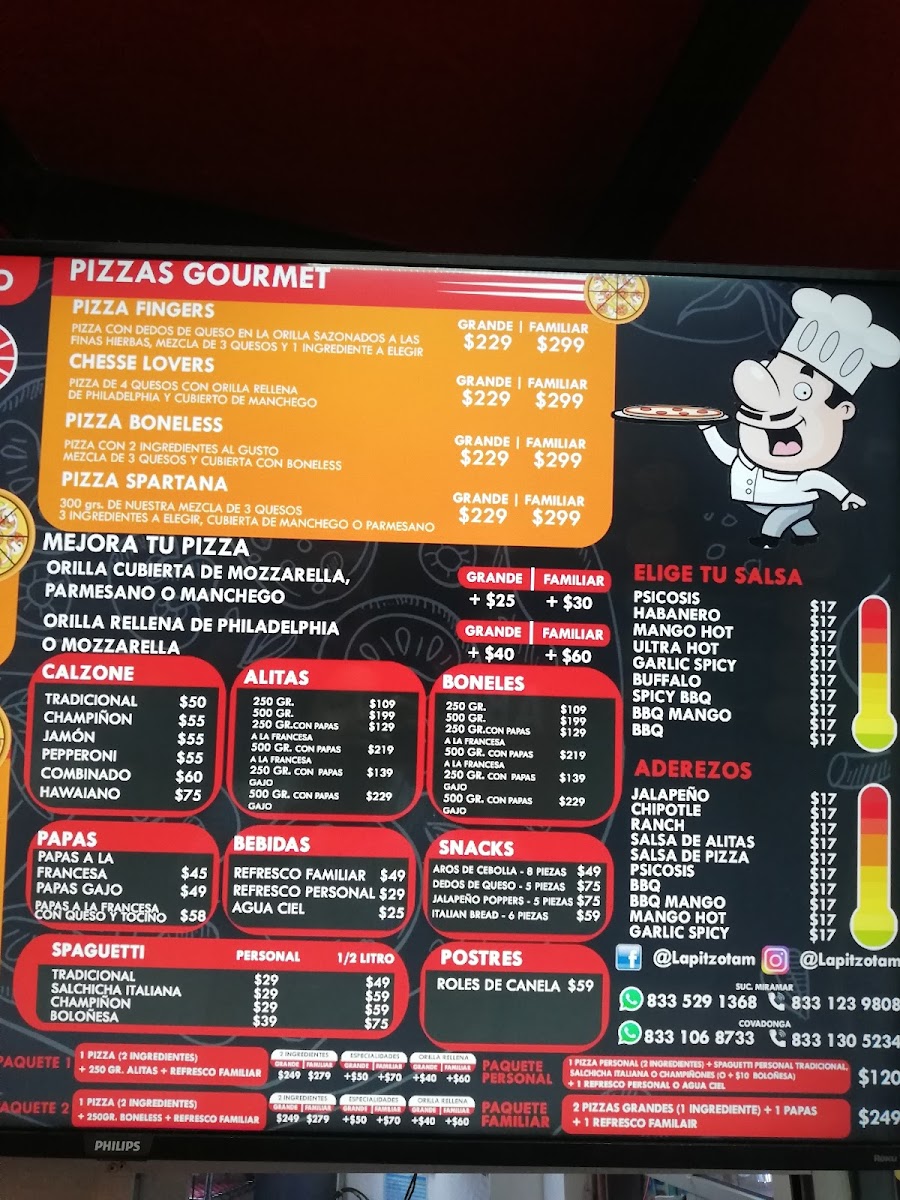 O
PIZZAS GOURMET
PIZZA FINGERS
PIZZA CON DEDOS DE QUESO EN LA ORILLA SAZONADOS A LAS
FINAS HIERBAS, MEZCLA DE 3 QUESOS Y 1 INGREDIENTE A ELEGIR
GRANDE | FAMILIAR
$229 $299
CHESSE LOVERS
PIZZA DE 4 QUESOS CON ORILLA RELLENA
DE PHILADELPHIA Y CUBIERTO DE MANCHEGO
GRANDE | FAMILIAR
$229 $299
PIZZA BONELESS
PIZZA CON 2 INGREDIENTES AL GUSTO
MEZCLA DE 3 QUESOS Y CUBIERTA CON BONELESS
GRANDE | FAMILIAR
$229 $299
PIZZA SPARTANA
300 grs. DE NUESTRA MEZCLA DE 3 QUESOS
3 INGREDIENTES A ELEGIR, CUBIERTA DE MANCHEGO O PARMESANO
GRANDE | FAMILIAR
$229 $299
MEJORA TU PIZZA
ORILLA CUBIERTA DE MOZZARELLA,
PARMESANO O MANCHEGO
GRANDE | FAMILIAR
+ $25 + $30
ORILLA RELLENA DE PHILADELPHIA
O MOZZARELLA
GRANDE | FAMILIAR
+ $40 + $60
CALZONE
TRADICIONAL $50
CHAMPIÑON $55
JAMÓN $55
PEPPERONI $55
COMBINADO $60
HAWAIANO $75
ALITAS
250 GR. $109
500 GR. $199
250 GR.CON PAPAS $129
A LA FRANCESA
500 GR. CON PAPAS $219
A LA FRANCESA
250 GR. CON PAPAS $139
GAJO
500 GR. CON PAPAS $229
GAJO
BONELES
250 GR. $109
500 GR. $199
250 GR.CON PAPAS $129
A LA FRANCESA
500 GR. CON PAPAS $219
A LA FRANCESA
250 GR. CON PAPAS $139
GAJO
500 GR. CON PAPAS $229
GAJO
PAPAS
PAPAS A LA
FRANCESA $45
PAPAS GAJO $49
PAPAS A LA FRANCESA
CON QUESO Y TOCINO $58
BEBIDAS
REFRESCO FAMILIAR $49
REFRESCO PERSONAL $29
AGUA CIEL $25
SNACKS
AROS DE CEBOLLA - 8 PIEZAS $49
DEDOS DE QUESO - 5 PIEZAS $75
JALAPEÑO POPPERS - 5 PIEZAS $75
ITALIAN BREAD - 6 PIEZAS $59
SPAGUETTI PERSONAL 1/2 LITRO
TRADICIONAL $29 $49
SALCHICHA ITALIANA $29 $59
CHAMPIÑON $29 $59
BOLOÑESA $39 $75
POSTRES
ROLES DE CANELA $59
ELIGE TU SALSA
PSICOSIS $17
HABANERO $17
MANGO HOT $17
ULTRA HOT $17
GARLIC SPICY $17
BUFFALO $17
SPICY BBQ $17
BBQ MANGO $17
BBQ $17
ADEREZOS
JALAPEÑO $17
CHIPOTLE $17
RANCH $17
SALSA DE ALITAS $17
SALSA DE PIZZA $17
PSICOSIS $17
BBQ $17
BBQ MANGO $17
MANGO HOT $17
GARLIC SPICY $17
@Lapitzotam @Lapitzotam
SUC. MIRAMAR
833 529 1368 833 123 9808
COVADONGA
833 106 8733 833 130 5234
PAQUETE 1
1 PIZZA (2 INGREDIENTES)
+ 250 GR. ALITAS + REFRESCO FAMILIAR
2 INGREDIENTES ESPECIALIDADES ORILLA RELLENA
GRANDE | FAMILIAR GRANDE | FAMILIAR GRANDE | FAMILIAR
$249 $279 +$50 +$70 +$40 +$60
PAQUETE
PERSONAL
1 PIZZA PERSONAL (2 INGREDIENTES) + SPAGUETI PERSONAL TRADICIONAL,
SALCHICHA ITALIANA O CHAMPIÑONES (O + $10 BOLOÑESA)
+ 1 REFRESCO PERSONAL O AGUA CIEL
$120
PAQUETE 2
1 PIZZA (2 INGREDIENTES)
+ 250GR. BONELESS + REFRESCO FAMILIAR
2 INGREDIENTES ESPECIALIDADES ORILLA RELLENA
GRANDE | FAMILIAR GRANDE | FAMILIAR GRANDE | FAMILIAR
$249 $279 +$50 +$70 +$40 +$60
PAQUETE
FAMILIAR
2 PIZZAS GRANDES (1 INGREDIENTE) + 1 PAPAS
+ 1 REFRESCO FAMILAIR
$249
PHILIPS
Roku